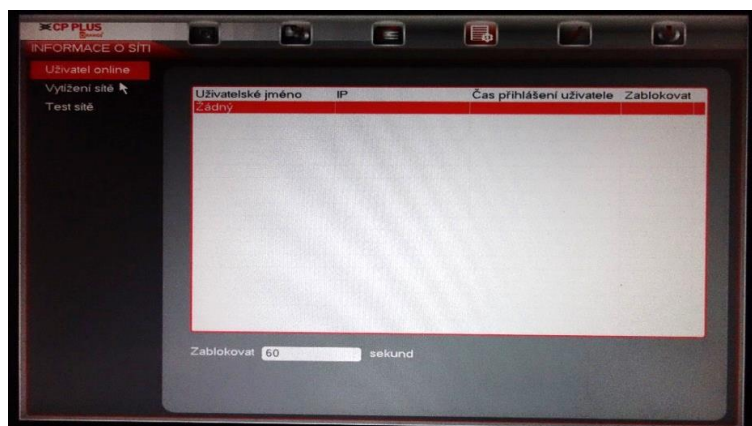 CP PLUS
INFORMACE O SÍTI
Uživatel online
Vytížení sítě
Test sítě
Uživatelské jméno IP Čas přihlášení uživatele Zablokovat
Žádný
Zablokovat 60 sekund